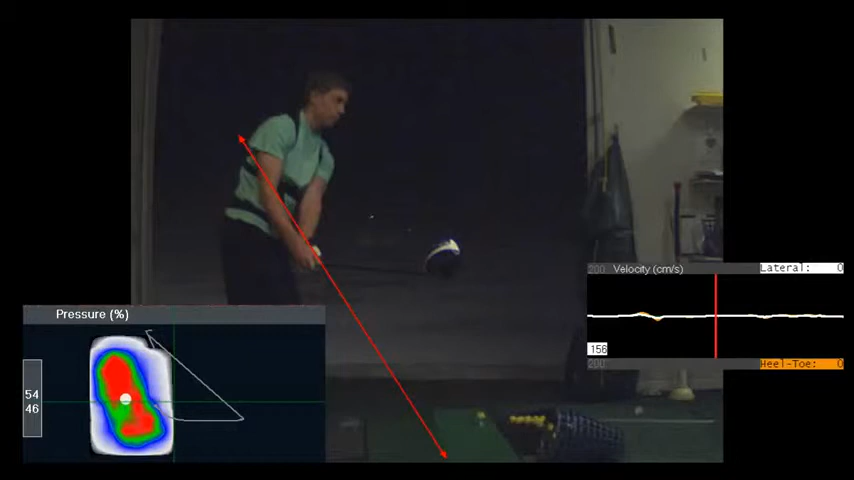 200 Velocity (cm/s) Lateral: 0
156
200 Heel-Toe: 0
Pressure (%)
54
46